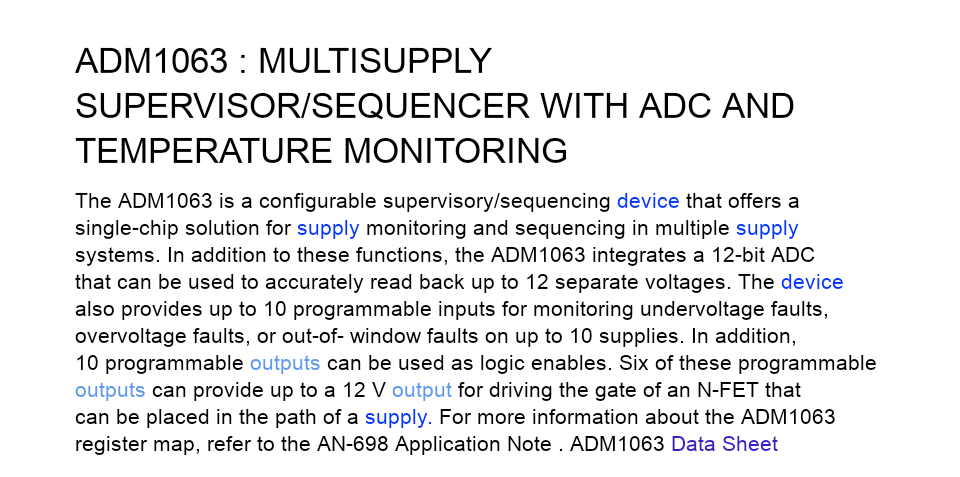 ADM1063 : MULTISUPPLY
SUPERVISOR/SEQUENCER WITH ADC AND
TEMPERATURE MONITORING
The ADM1063 is a configurable supervisory/sequencing device that offers a
single-chip solution for supply monitoring and sequencing in multiple supply
systems. In addition to these functions, the ADM1063 integrates a 12-bit ADC
that can be used to accurately read back up to 12 separate voltages. The device
also provides up to 10 programmable inputs for monitoring undervoltage faults,
overvoltage faults, or out-of- window faults on up to 10 supplies. In addition,
10 programmable outputs can be used as logic enables. Six of these programmable
outputs can provide up to a 12 V output for driving the gate of an N-FET that
can be placed in the path of a supply. For more information about the ADM1063
register map, refer to the AN-698 Application Note . ADM1063 Data Sheet